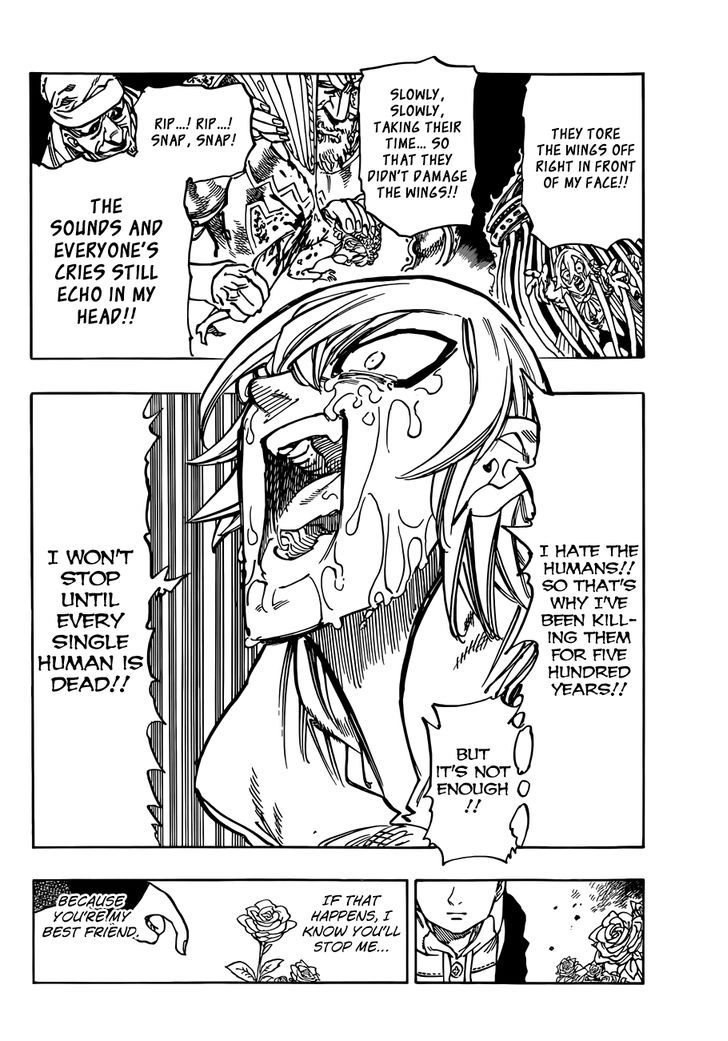 THEY TORE
THE WINGS OFF
RIGHT IN FRONT
OF MY FACE!!
SLOWLY,
SLOWLY,
TAKING THEIR
TIME... SO
THAT THEY
DIDN'T DAMAGE
THE WINGS!!
RIP...! RIP...!
SNAP, SNAP!
THE
SOUNDS AND
EVERYONE'S
CRIES STILL
ECHO IN MY
HEAD!!
I HATE THE
HUMANS!!
SO THAT'S
WHY I'VE
BEEN KILL-
ING THEM
FOR FIVE
HUNDRED
YEARS!!
BUT
IT'S NOT
ENOUGH
!!
I WON'T
STOP
UNTIL
EVERY
SINGLE
HUMAN IS
DEAD!!
IF THAT
HAPPENS, I
KNOW YOU'LL
STOP ME...
BECAUSE
YOU'RE MY
BEST FRIEND.